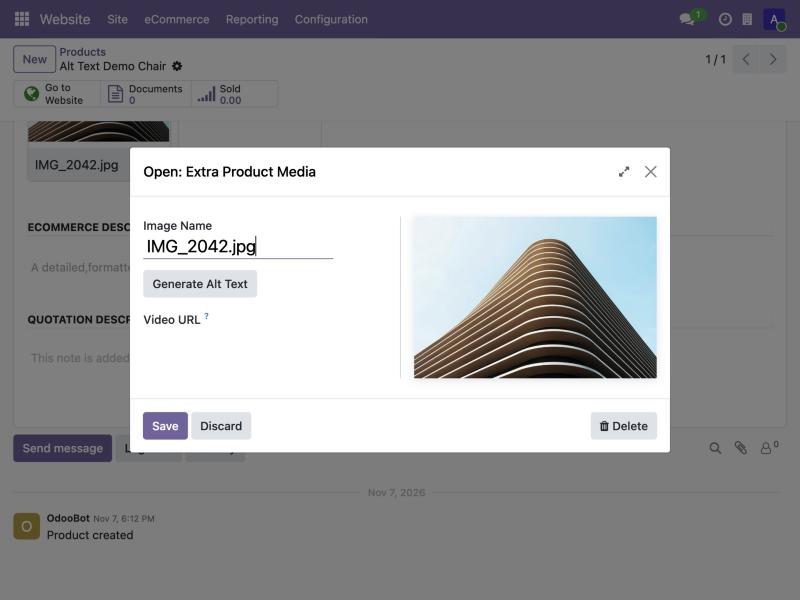 Website Site eCommerce Reporting Configuration 1 A
New Products
Alt Text Demo Chair
1 / 1
Go to Website
Documents 0
Sold 0.00
IMG_2042.jpg
Open: Extra Product Media
Image Name
IMG_2042.jpg
Generate Alt Text
Video URL ?
ECOMMERCE DESC
A detailed,formatte
QUOTATION DESCR
This note is added
Save Discard Delete
Send message
0
Nov 7, 2026
O
OdooBot Nov 7, 6:12 PM
Product created